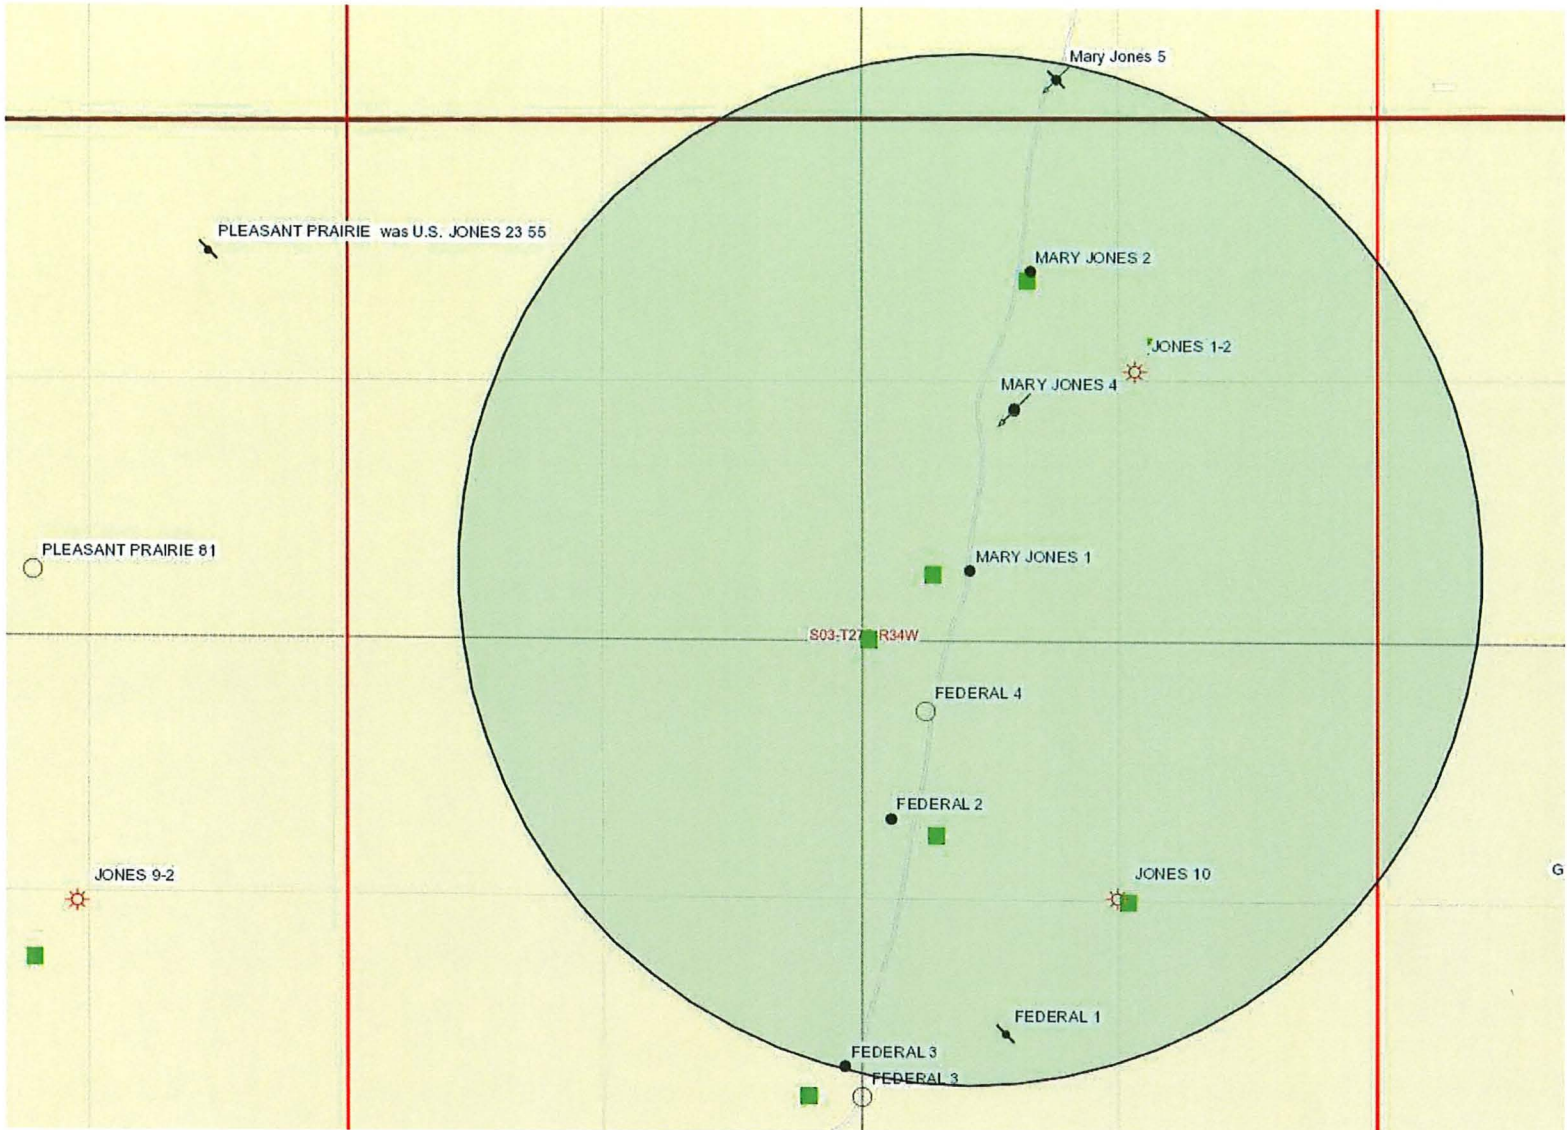 Mary Jones 5
PLEASANT PRAIRIE was U.S. JONES 23 55
MARY JONES 2
JONES 1-2
MARY JONES 4
PLEASANT PRAIRIE 81
MARY JONES 1
S03-T27 R34W
FEDERAL 4
FEDERAL 2
JONES 9-2
JONES 10
G
FEDERAL 1
FEDERAL 3
FEDERAL 3